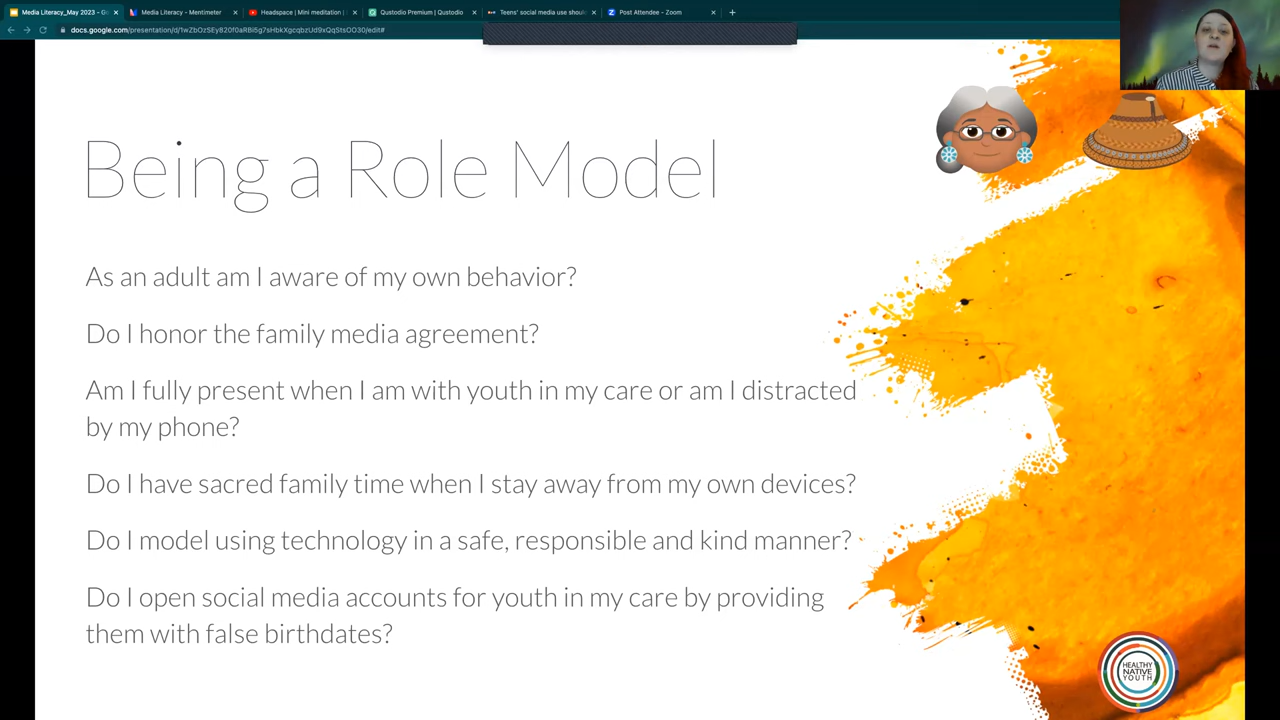 Media Literacy_May 2023 - Go
Media Literacy - Mentimeter
Headspace | Mini meditation |
Qustodio Premium | Qustodio
Teens' social media use shoul
Post Attendee - Zoom
docs.google.com/presentation/d/
Being a Role Model
As an adult am I aware of my own behavior?
Do I honor the family media agreement?
Am I fully present when I am with youth in my care or am I distracted
by my phone?
Do I have sacred family time when I stay away from my own devices?
Do I model using technology in a safe, responsible and kind manner?
Do I open social media accounts for youth in my care by providing
them with false birthdates?
HEALTHY
NATIVE
YOUTH